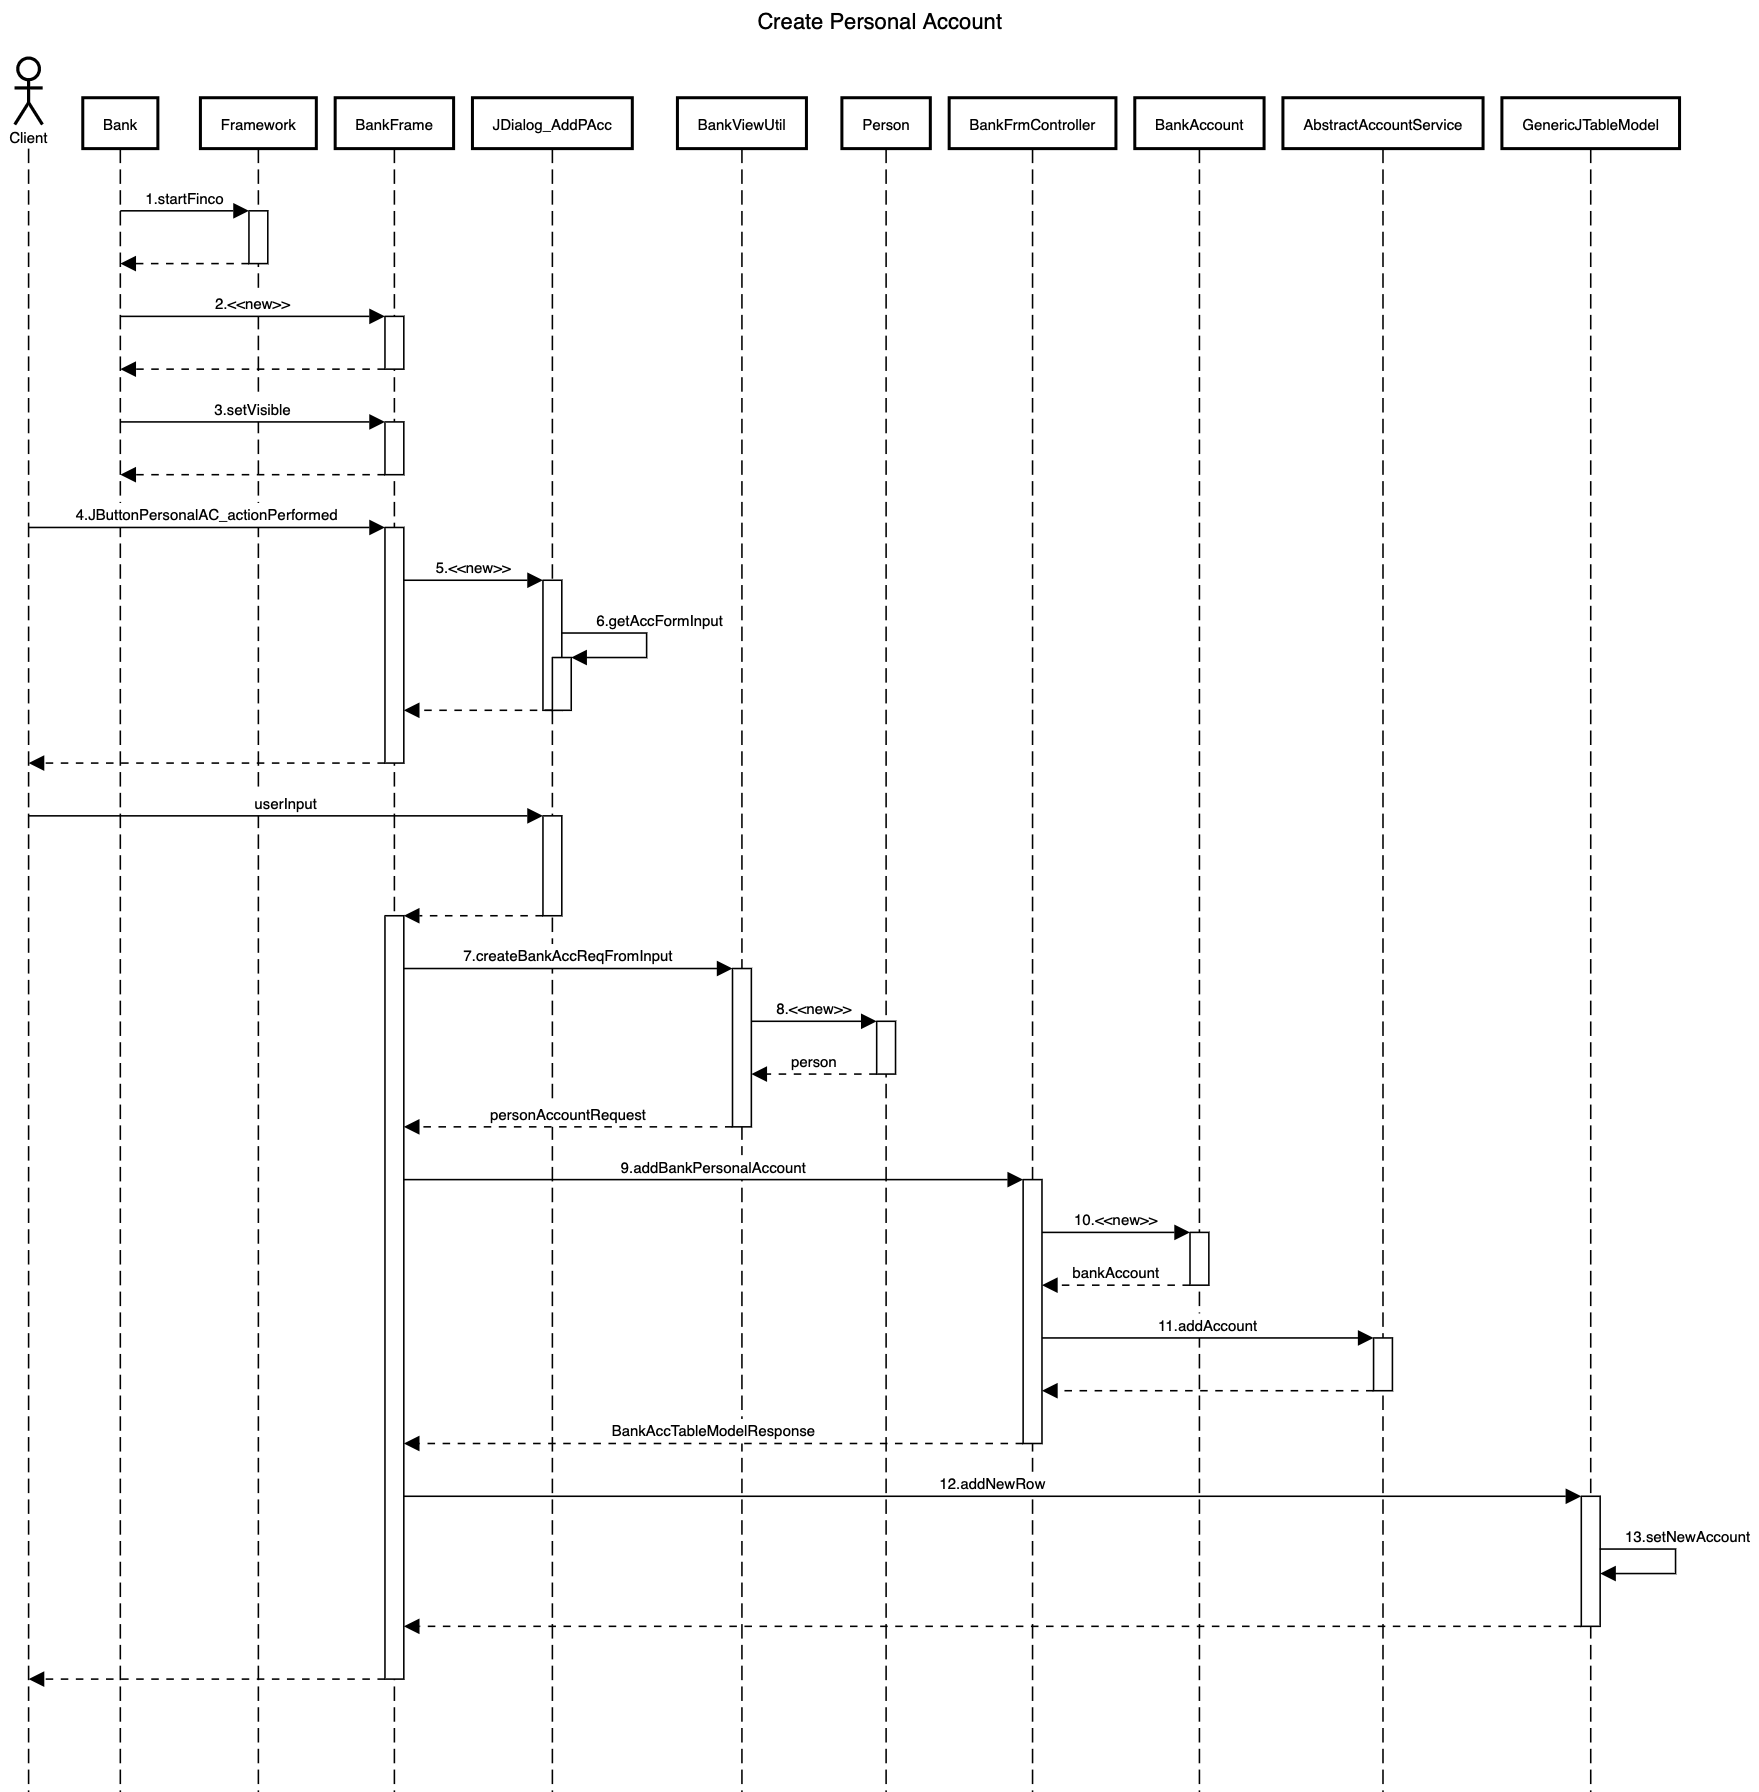 Create Personal Account
Client
Bank
Framework
BankFrame
JDialog_AddPAcc
BankViewUtil
Person
BankFrmController
BankAccount
AbstractAccountService
GenericJTableModel
1.startFinco
2.<<new>>
3.setVisible
4.JButtonPersonalAC_actionPerformed
5.<<new>>
6.getAccFormInput
userInput
7.createBankAccReqFromInput
8.<<new>>
person
personAccountRequest
9.addBankPersonalAccount
10.<<new>>
bankAccount
11.addAccount
BankAccTableModelResponse
12.addNewRow
13.setNewAccount